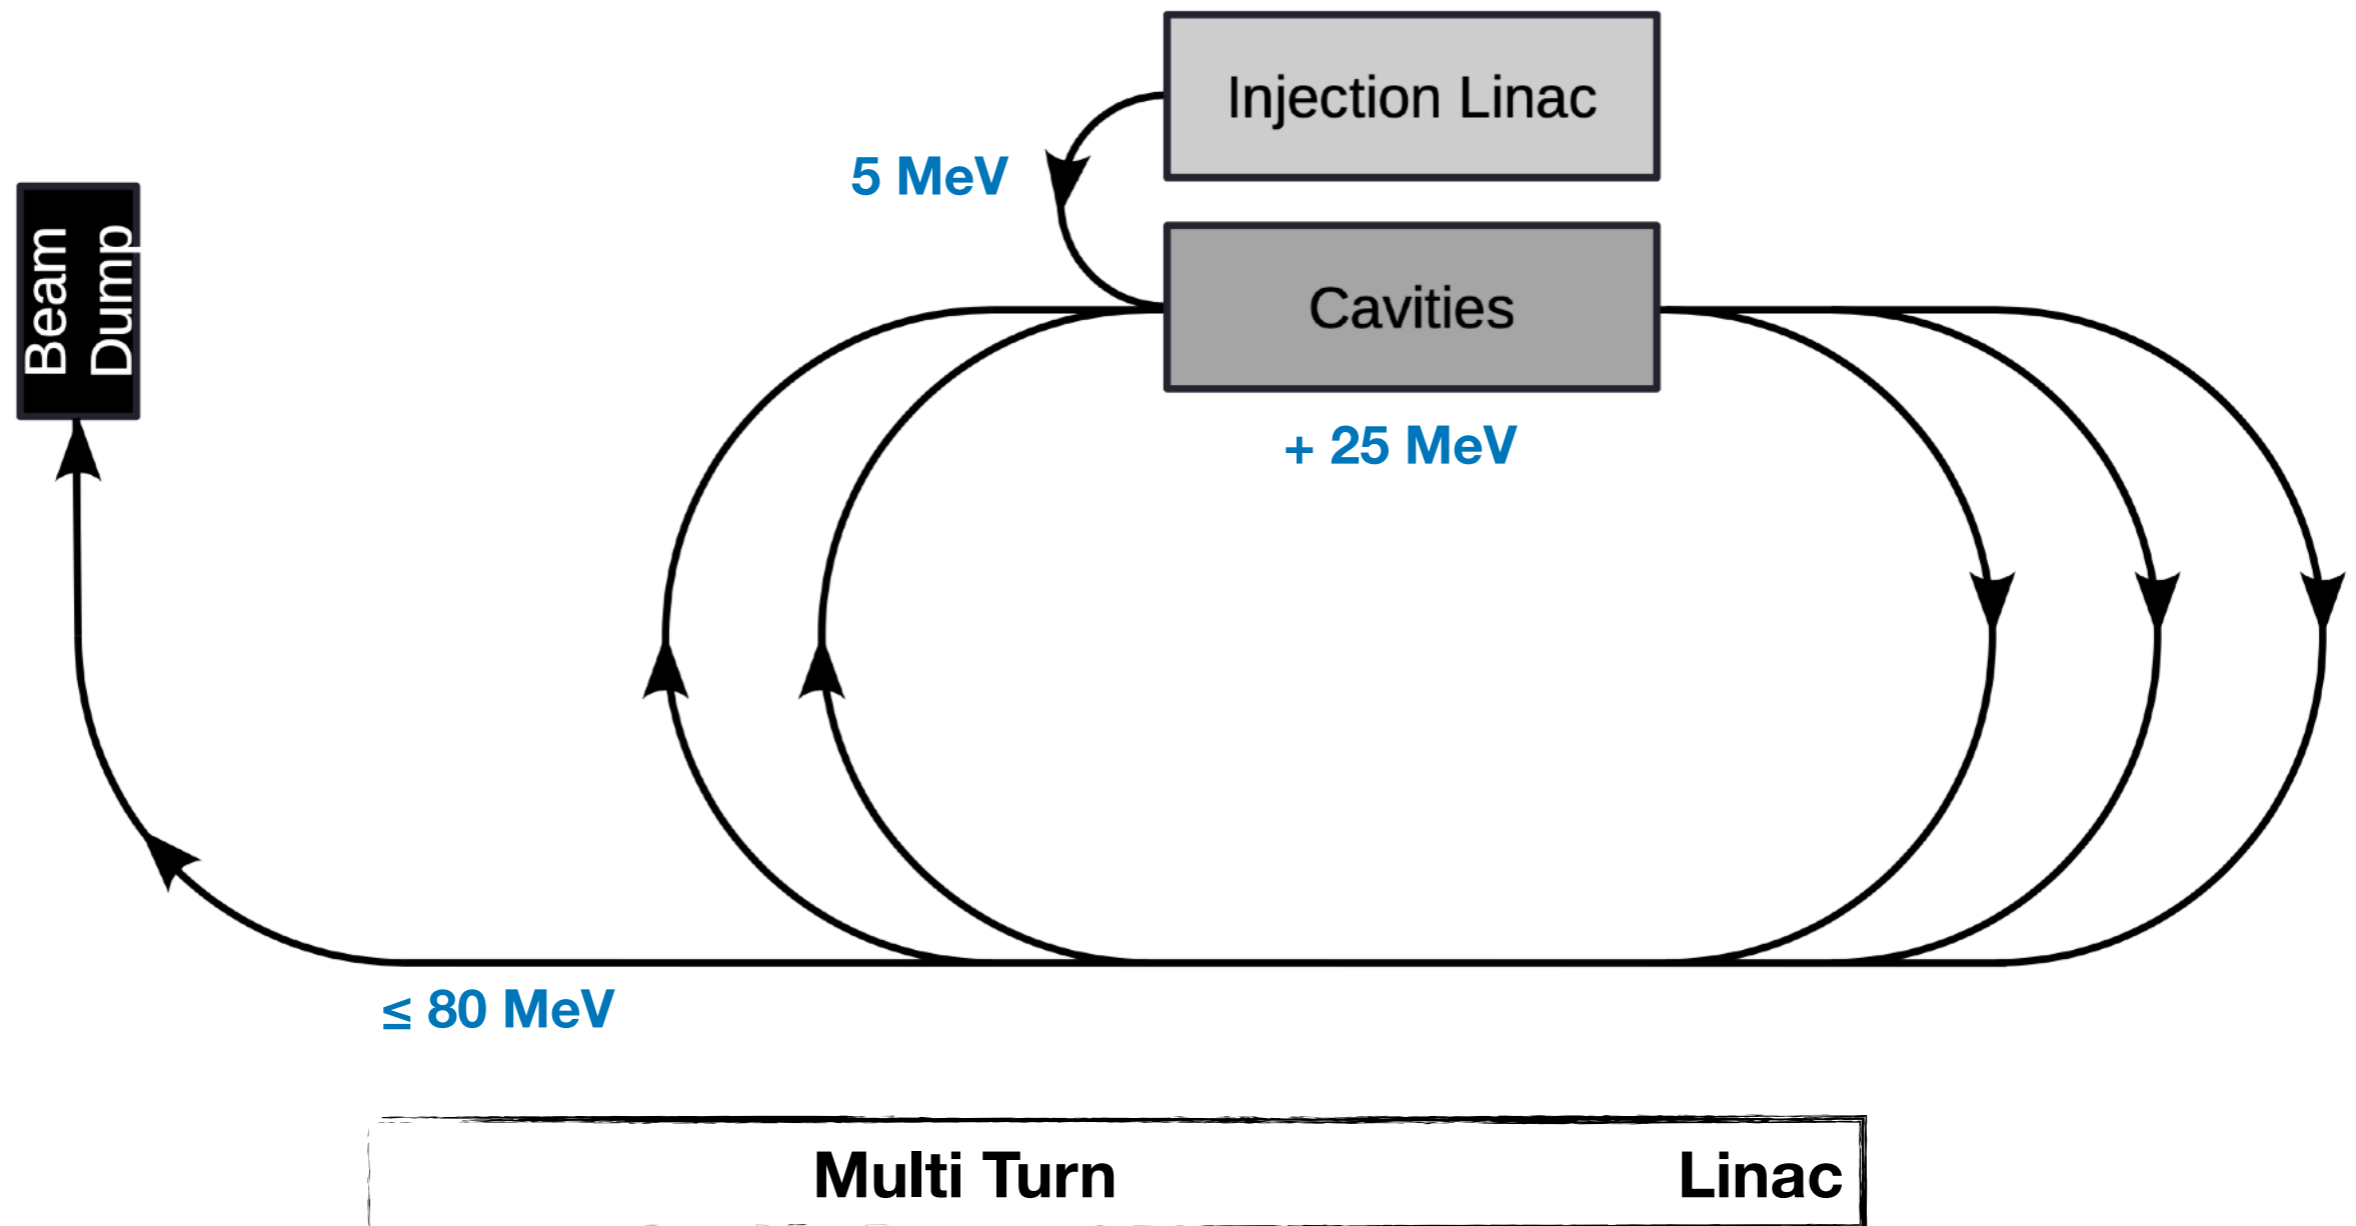 Injection Linac
5 MeV
Beam
Dump
Cavities
+ 25 MeV
≤ 80 MeV
Multi Turn Linac